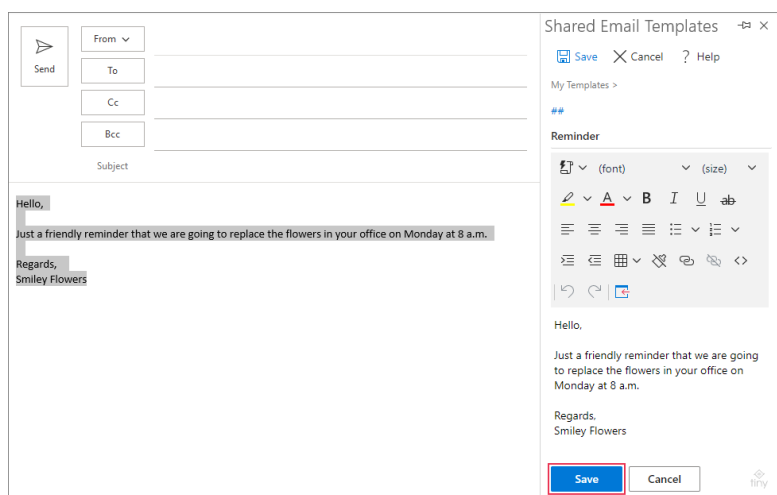 Send
From
To
Cc
Bcc
Subject
Hello,
Just a friendly reminder that we are going to replace the flowers in your office on Monday at 8 a.m.
Regards,
Smiley Flowers
Shared Email Templates
Save Cancel ? Help
My Templates >
##
Reminder
(font) (size)
A B I U ab
Hello,
Just a friendly reminder that we are going
to replace the flowers in your office on
Monday at 8 a.m.
Regards,
Smiley Flowers
Save Cancel
tiny